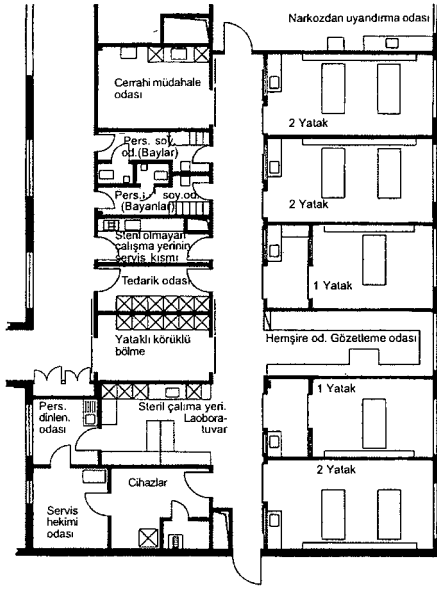 Narkozdan uyandırma odası
Cerrahi müdahale
odası
2 Yatak
Pers. soy.
od.(Baylar)
Pers. soy.od.
(Bayanlar)
2 Yatak
Steril olmayan
çalışma yerinin
servis kısmı
Tedarik odası
1 Yatak
Yataklı körüklü
bölme
Hemşire od. Gözetleme odası
Pers.
dinlen.
odası
Steril çalıma yeri.
Laobora-
tuvar
1 Yatak
Cihazlar
2 Yatak
Servis
hekimi
odası